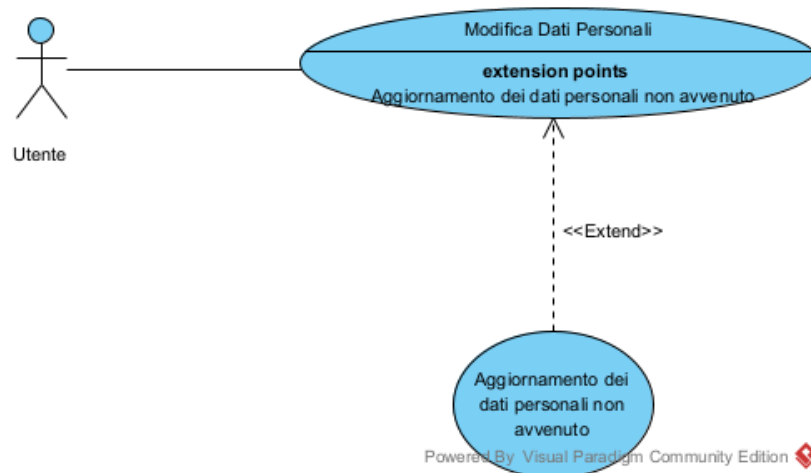 Modifica Dati Personali
extension points
Aggiornamento dei dati personali non avvenuto
Utente
<<Extend>>
Aggiornamento dei
dati personali non
avvenuto
Powered By Visual Paradigm Community Edition